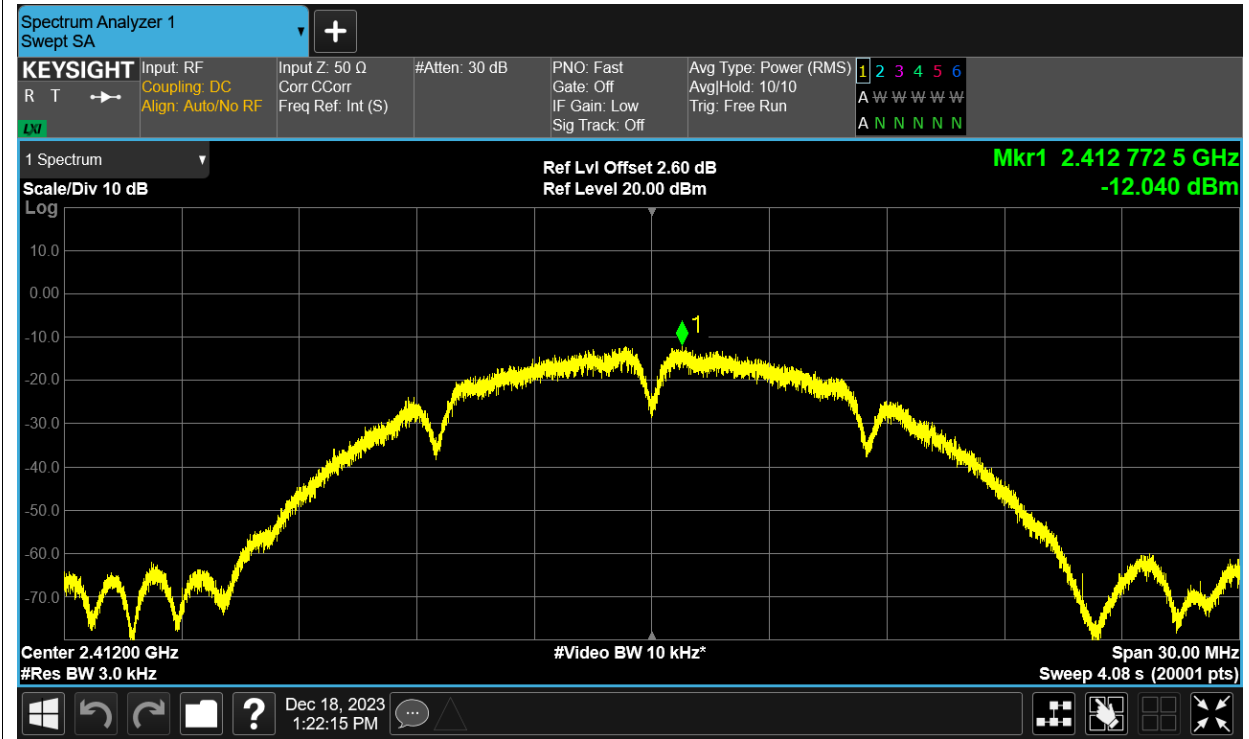 Spectrum Analyzer 1
Swept SA
KEYSIGHT
R T
LXI
Input: RF
Coupling: DC
Align: Auto/No RF
Input Z: 50 Ω
Corr CCorr
Freq Ref: Int (S)
#Atten: 30 dB
PNO: Fast
Gate: Off
IF Gain: Low
Sig Track: Off
Avg Type: Power (RMS)
Avg|Hold: 10/10
Trig: Free Run
1 2 3 4 5 6
A W W W W W
A N N N N N
1 Spectrum
Scale/Div 10 dB
Log
Ref Lvl Offset 2.60 dB
Ref Level 20.00 dBm
Mkr1 2.412 772 5 GHz
-12.040 dBm
10.0
0.00
-10.0
-20.0
-30.0
-40.0
-50.0
-60.0
-70.0
1
Center 2.41200 GHz
#Res BW 3.0 kHz
#Video BW 10 kHz*
Span 30.00 MHz
Sweep 4.08 s (20001 pts)
?
Dec 18, 2023
1:22:15 PM